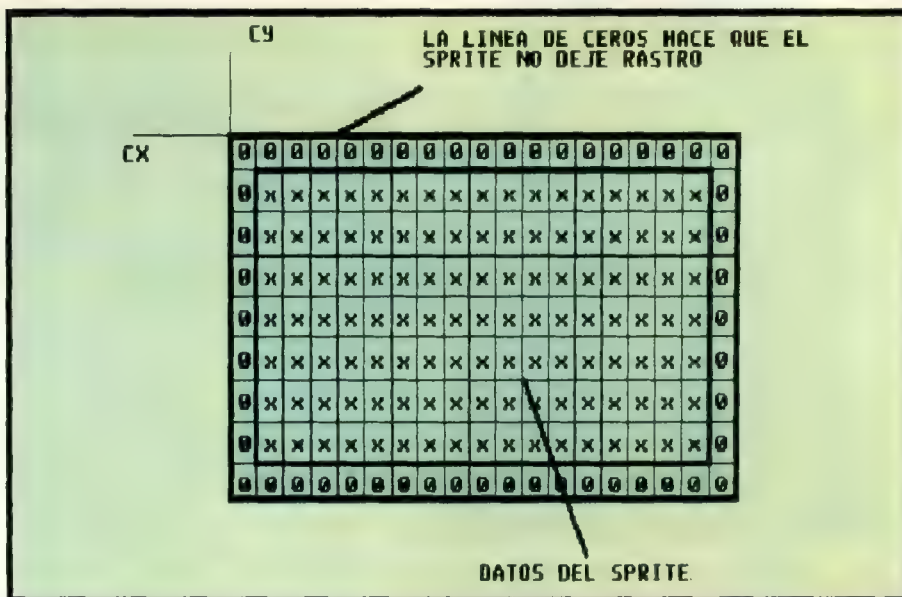 CY
LA LINEA DE CEROS HACE QUE EL
SPRITE NO DEJE RASTRO
CX
0 0 0 0 0 0 0 0 0 0 0 0 0 0 0 0 0 0 0
0 x x x x x x x x x x x x x x x x x 0
0 x x x x x x x x x x x x x x x x x 0
0 x x x x x x x x x x x x x x x x x 0
0 x x x x x x x x x x x x x x x x x 0
0 x x x x x x x x x x x x x x x x x 0
0 x x x x x x x x x x x x x x x x x 0
0 x x x x x x x x x x x x x x x x x 0
0 0 0 0 0 0 0 0 0 0 0 0 0 0 0 0 0 0 0
DATOS DEL SPRITE